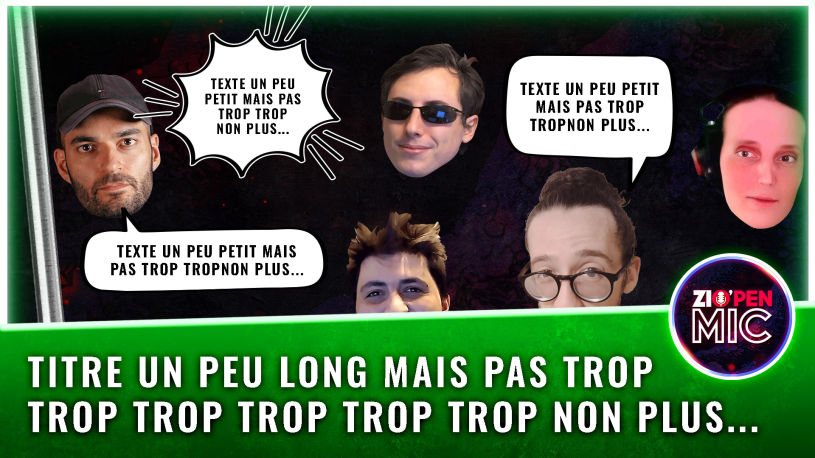 TEXTE UN PEU
PETIT MAIS PAS
TROP TROP
NON PLUS...
TEXTE UN PEU PETIT
MAIS PAS TROP
TROPNON PLUS...
TEXTE UN PEU PETIT MAIS
PAS TROP TROPNON PLUS...
ZI O'PEN
MIC
TITRE UN PEU LONG MAIS PAS TROP
TROP TROP TROP TROP TROP NON PLUS...